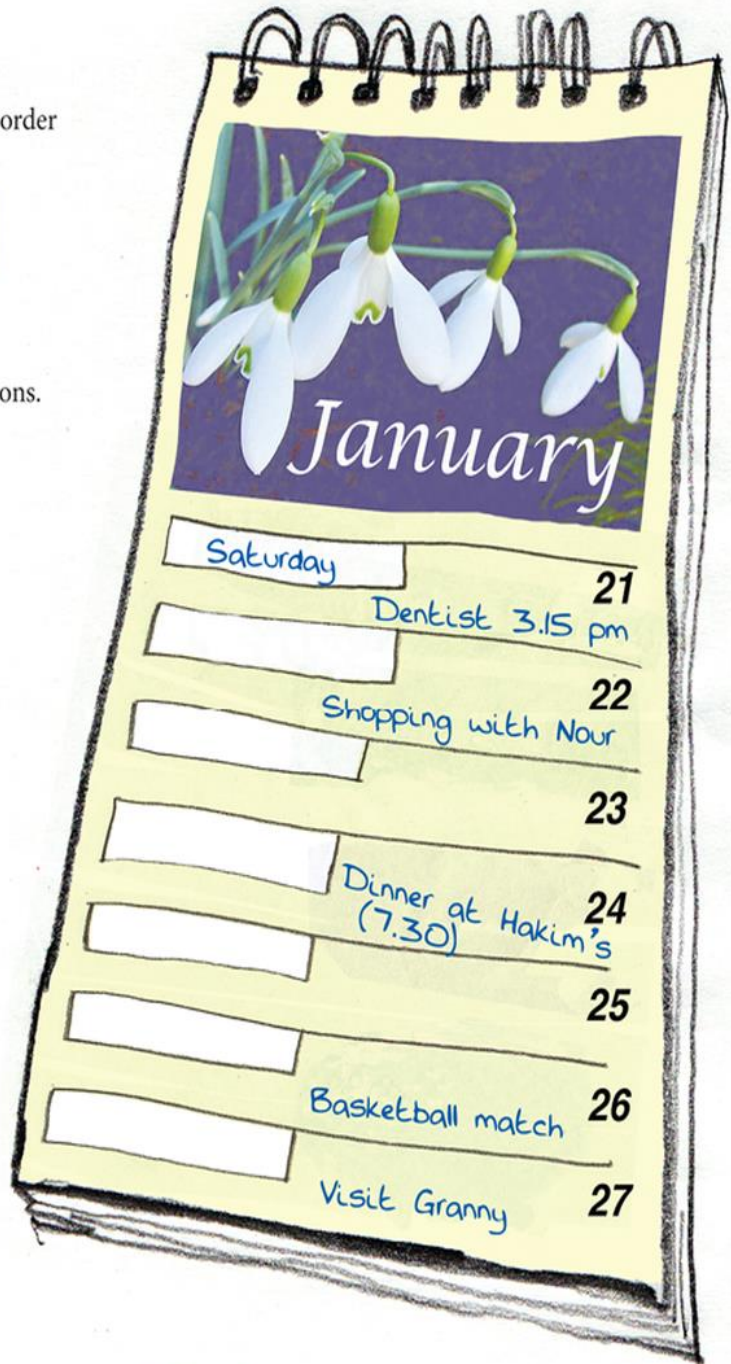 order
ons.
January
Saturday
21
Dentist 3.15 pm
22
Shopping with Nour
23
24
Dinner at Hakim's
(7.30)
25
26
Basketball match
27
Visit Granny